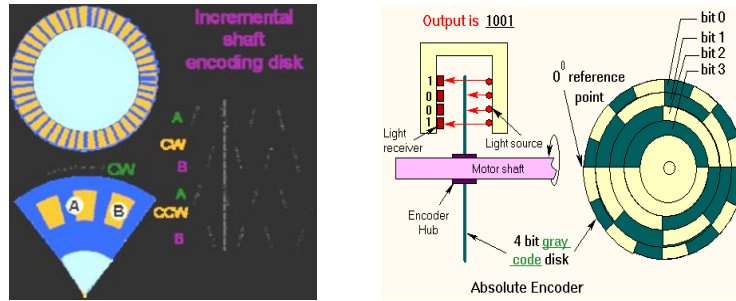 Incremental
shaft
encoding disk
A
CW
B
CW
A
CCW
B
A
B
Output is 1001
1
0
0
1
Light
receiver
Light source
Motor shaft
Encoder
Hub
4 bit gray
code disk
Absolute Encoder
bit 0
bit 1
bit 2
bit 3
0
0 reference
point